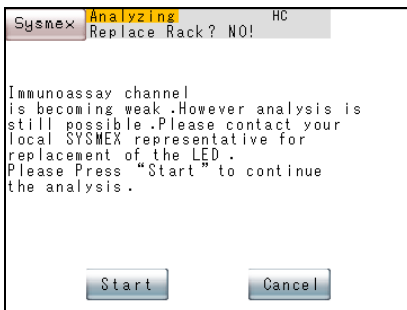 Sysmex Analyzing HC
Replace Rack? NO!
Immunoassay channel
is becoming weak .However analysis is
still possible .Please contact your
local SYSMEX representative for
replacement of the LED .
Please Press “Start” to continue
the analysis.
Start Cancel